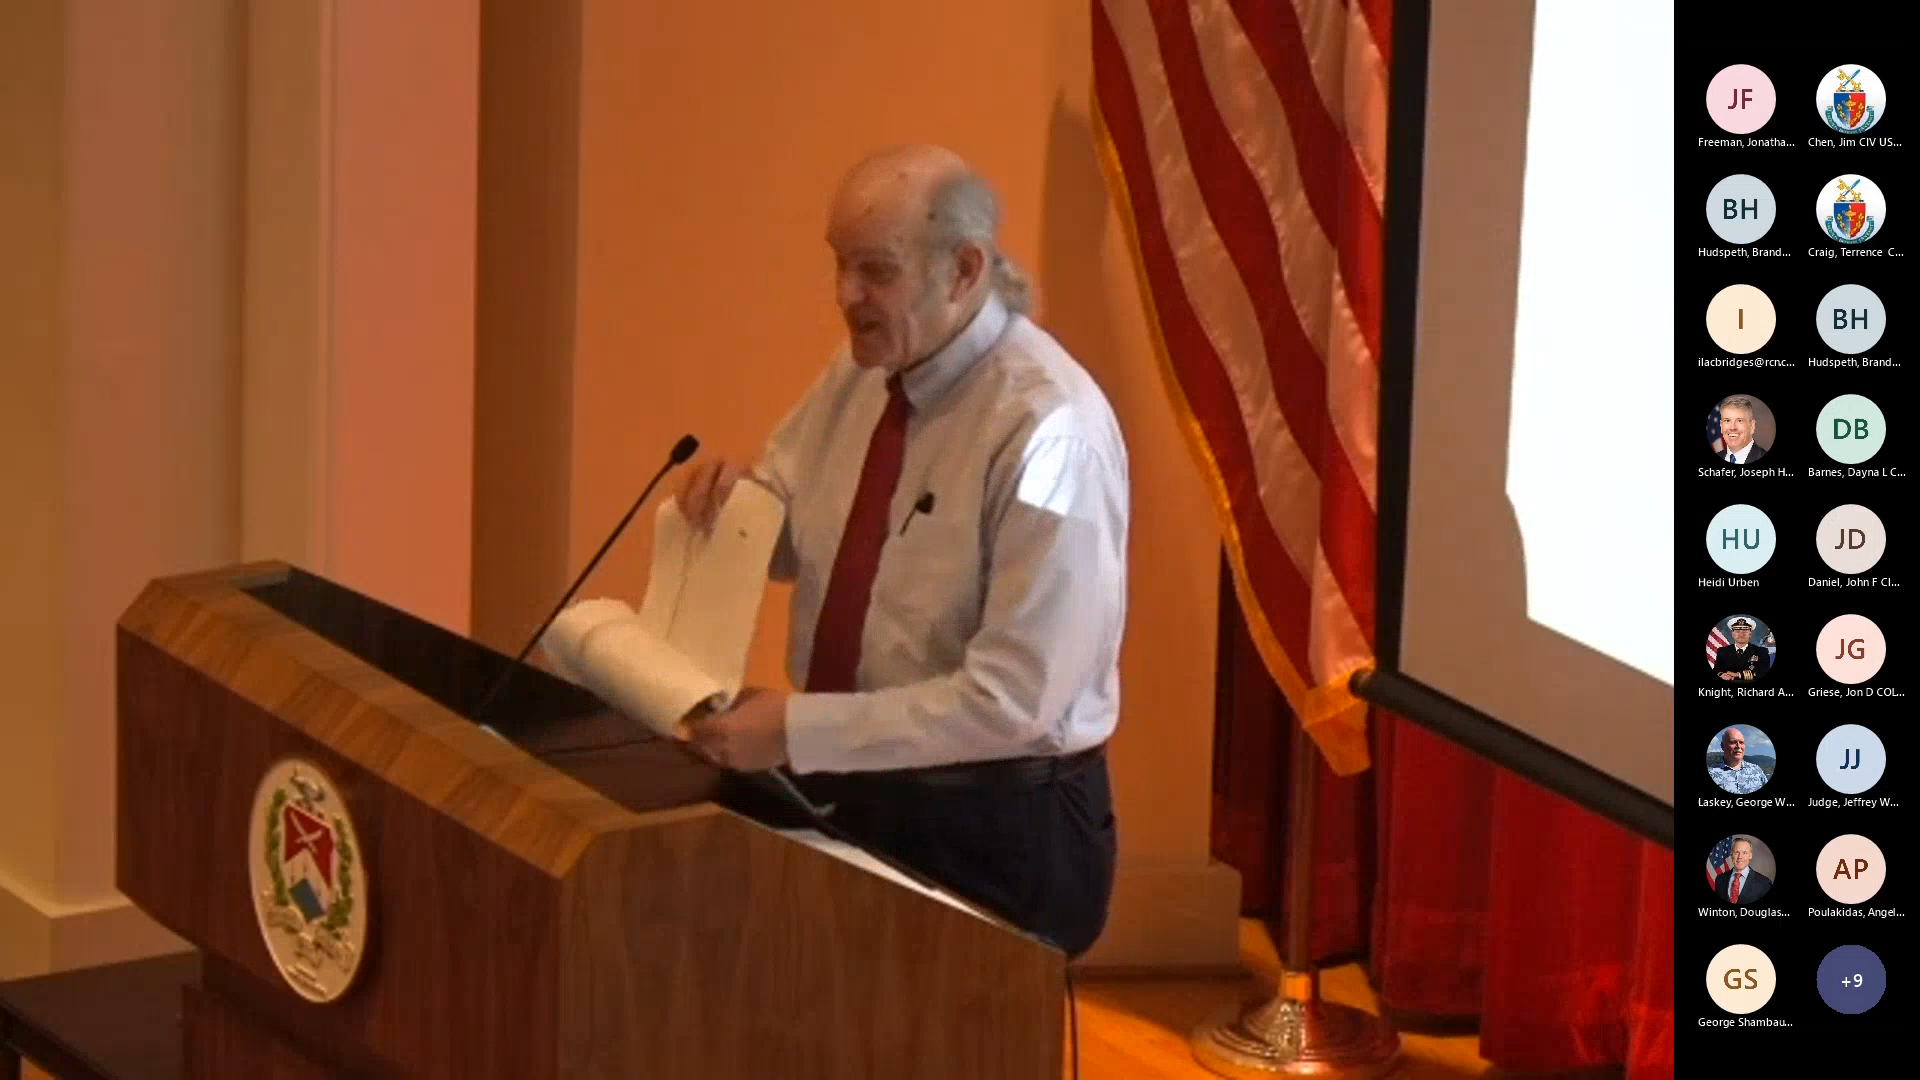 JF
Freeman, Jonatha...
Chen, Jim CIV US...
BH
Hudspeth, Brand...
Craig, Terrence C...
I
ilacbridges@rcn.c...
BH
Hudspeth, Brand...
Schafer, Joseph H...
DB
Barnes, Dayna L C...
HU
Heidi Urben
JD
Daniel, John F CI...
Knight, Richard A...
JG
Griese, Jon D COL...
Laskey, George W...
JJ
Judge, Jeffrey W...
Winton, Douglas...
AP
Poulakidas, Angel...
GS
George Shambau...
+9